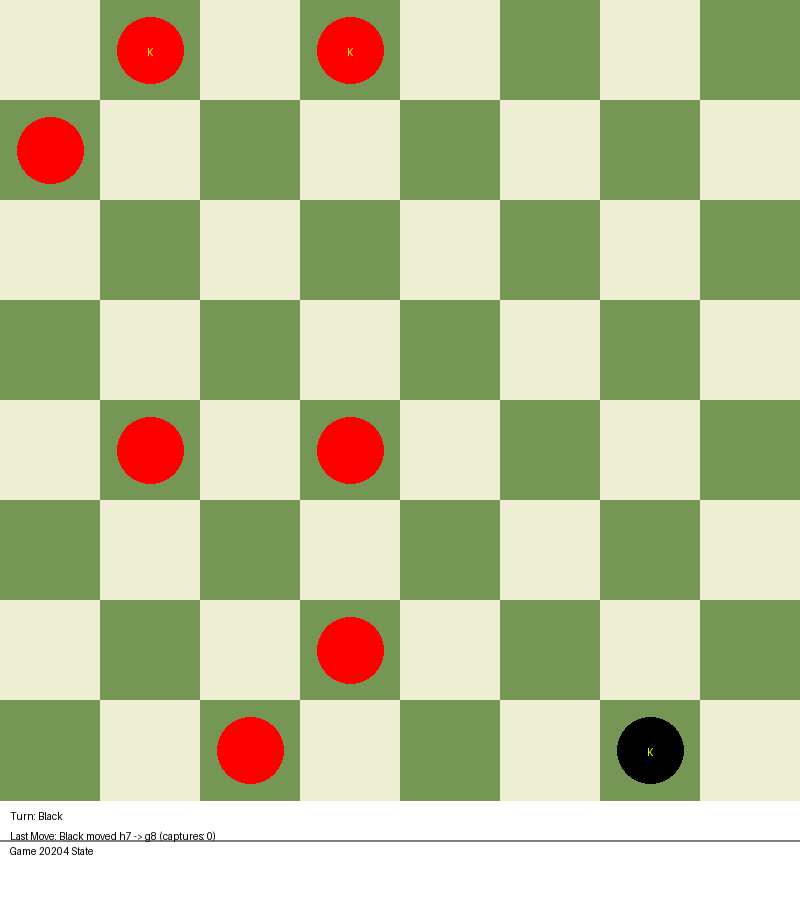 K
K
K
Turn: Black
Last Move: Black moved h7 -> g8 (captures: 0)
Game 20204 State